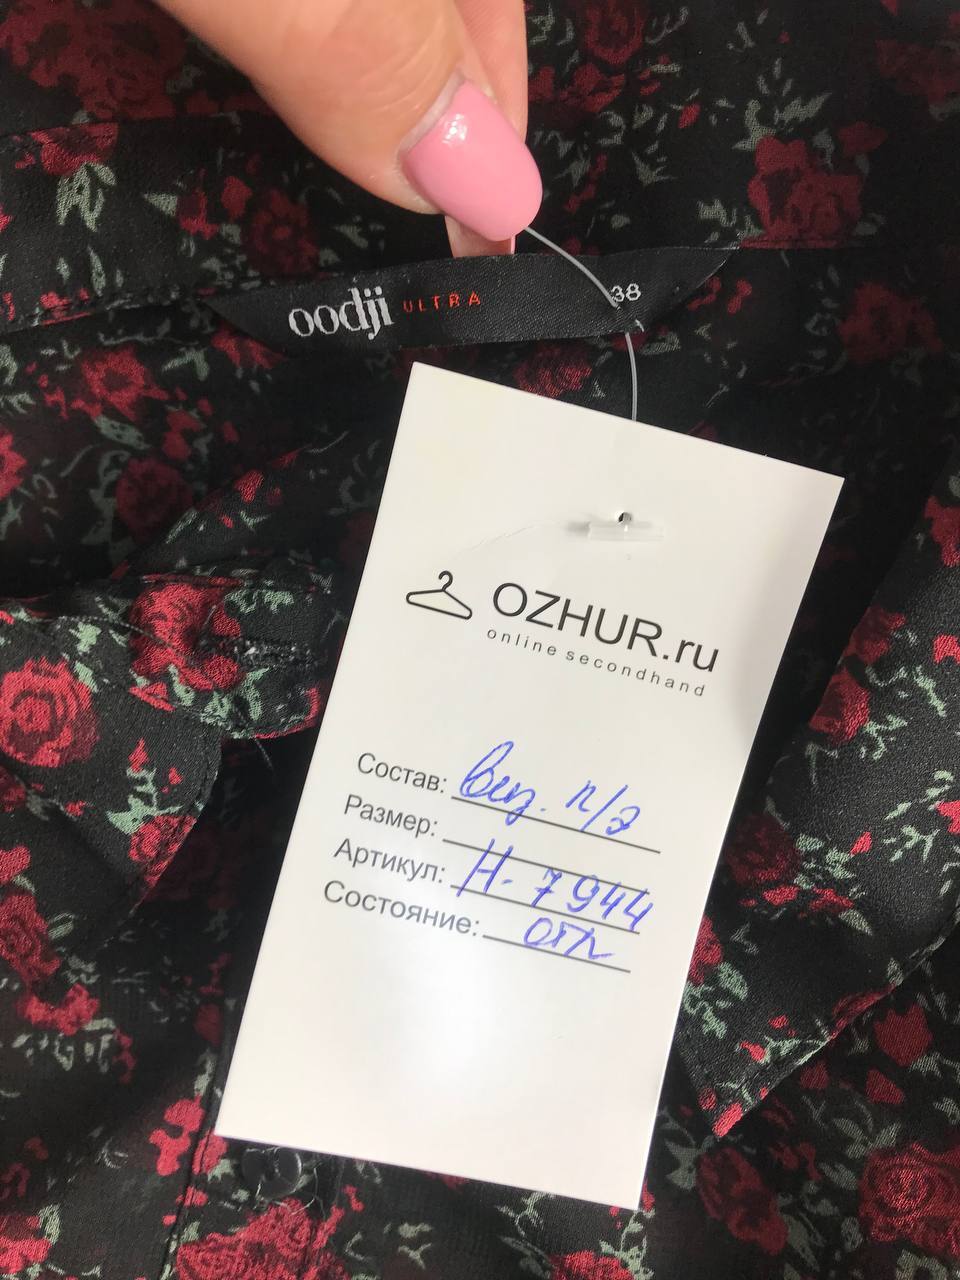 oodji ULTRA 38
OZHUR.ru
online secondhand
Состав: виз. п/э
Размер:
Артикул: Н-7944
Состояние: отл